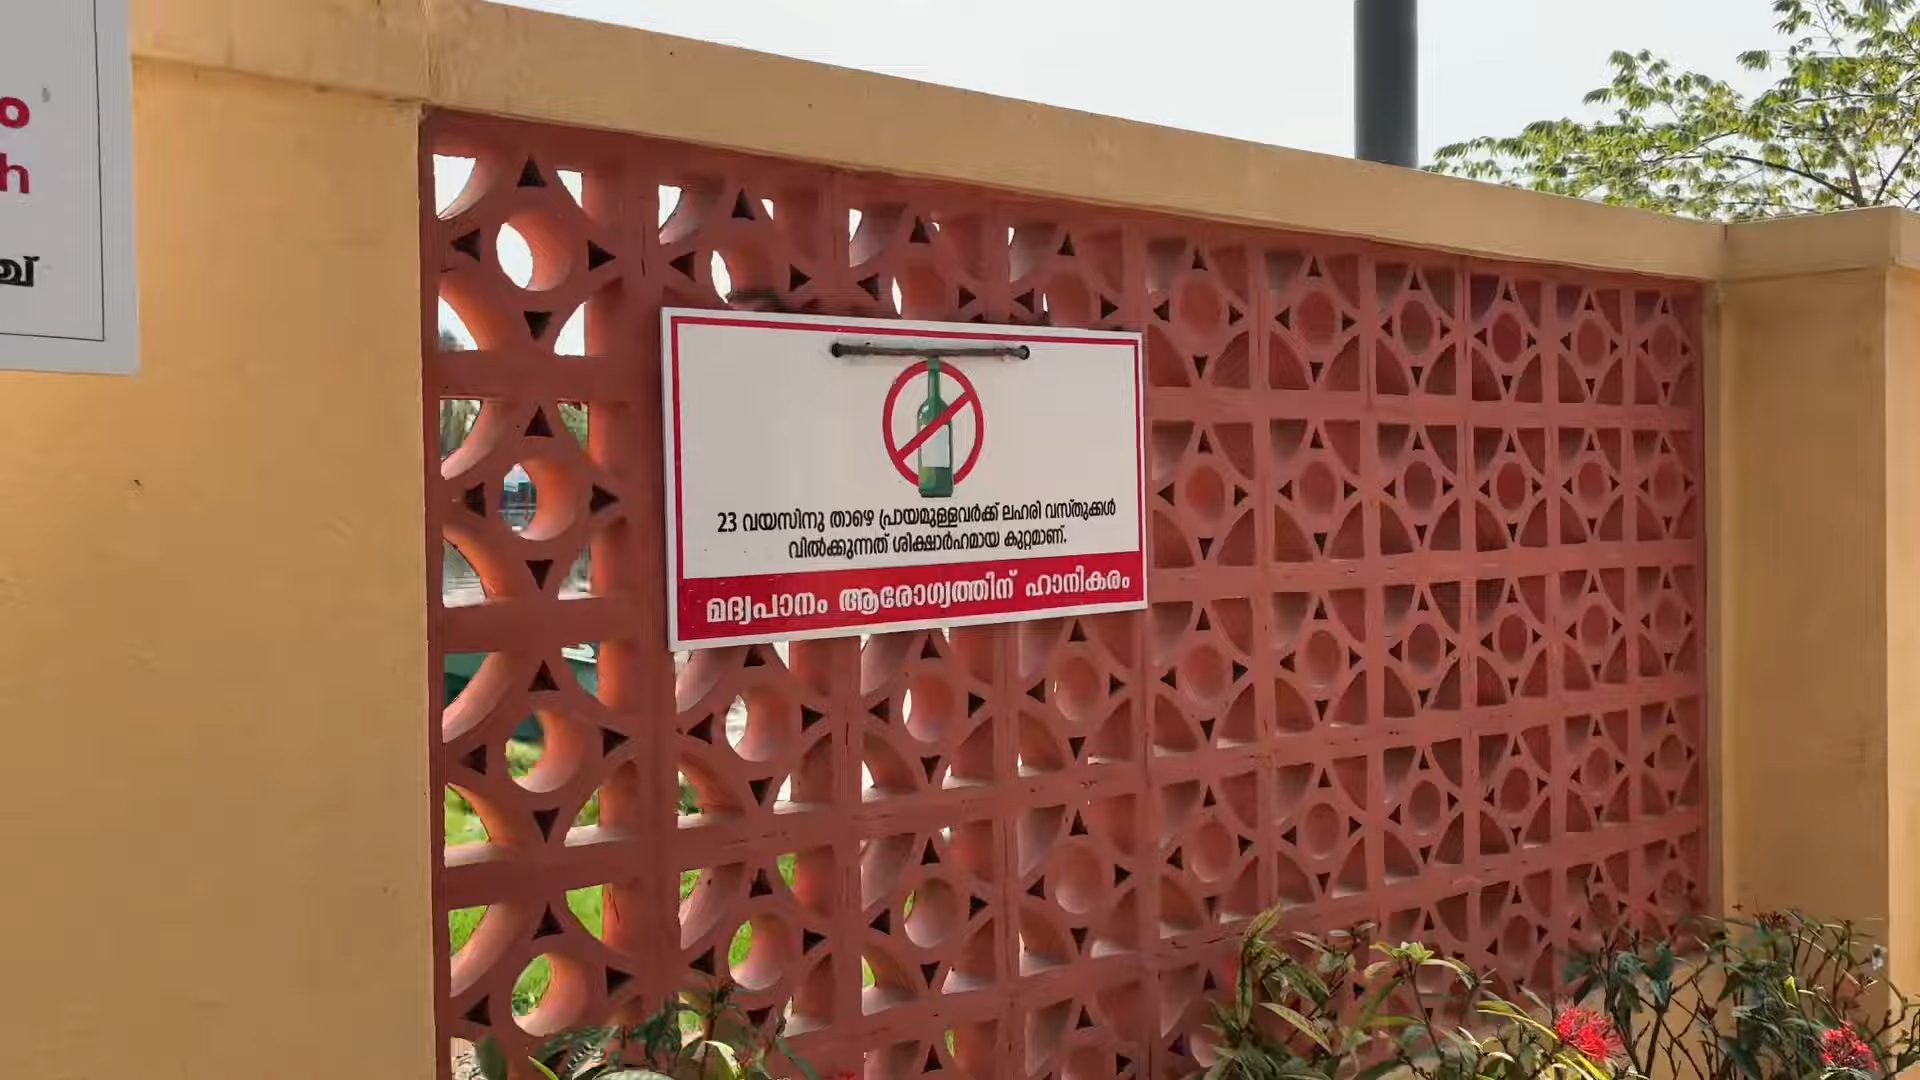 23 വയസിനു താഴെ പ്രായമുള്ളവർക്ക് ലഹരി വസ്തുക്കൾ
വിൽക്കുന്നത് ശിക്ഷാർഹമായ കുറ്റമാണ്.
മദ്യപാനം ആരോഗ്യത്തിന് ഹാനികരം